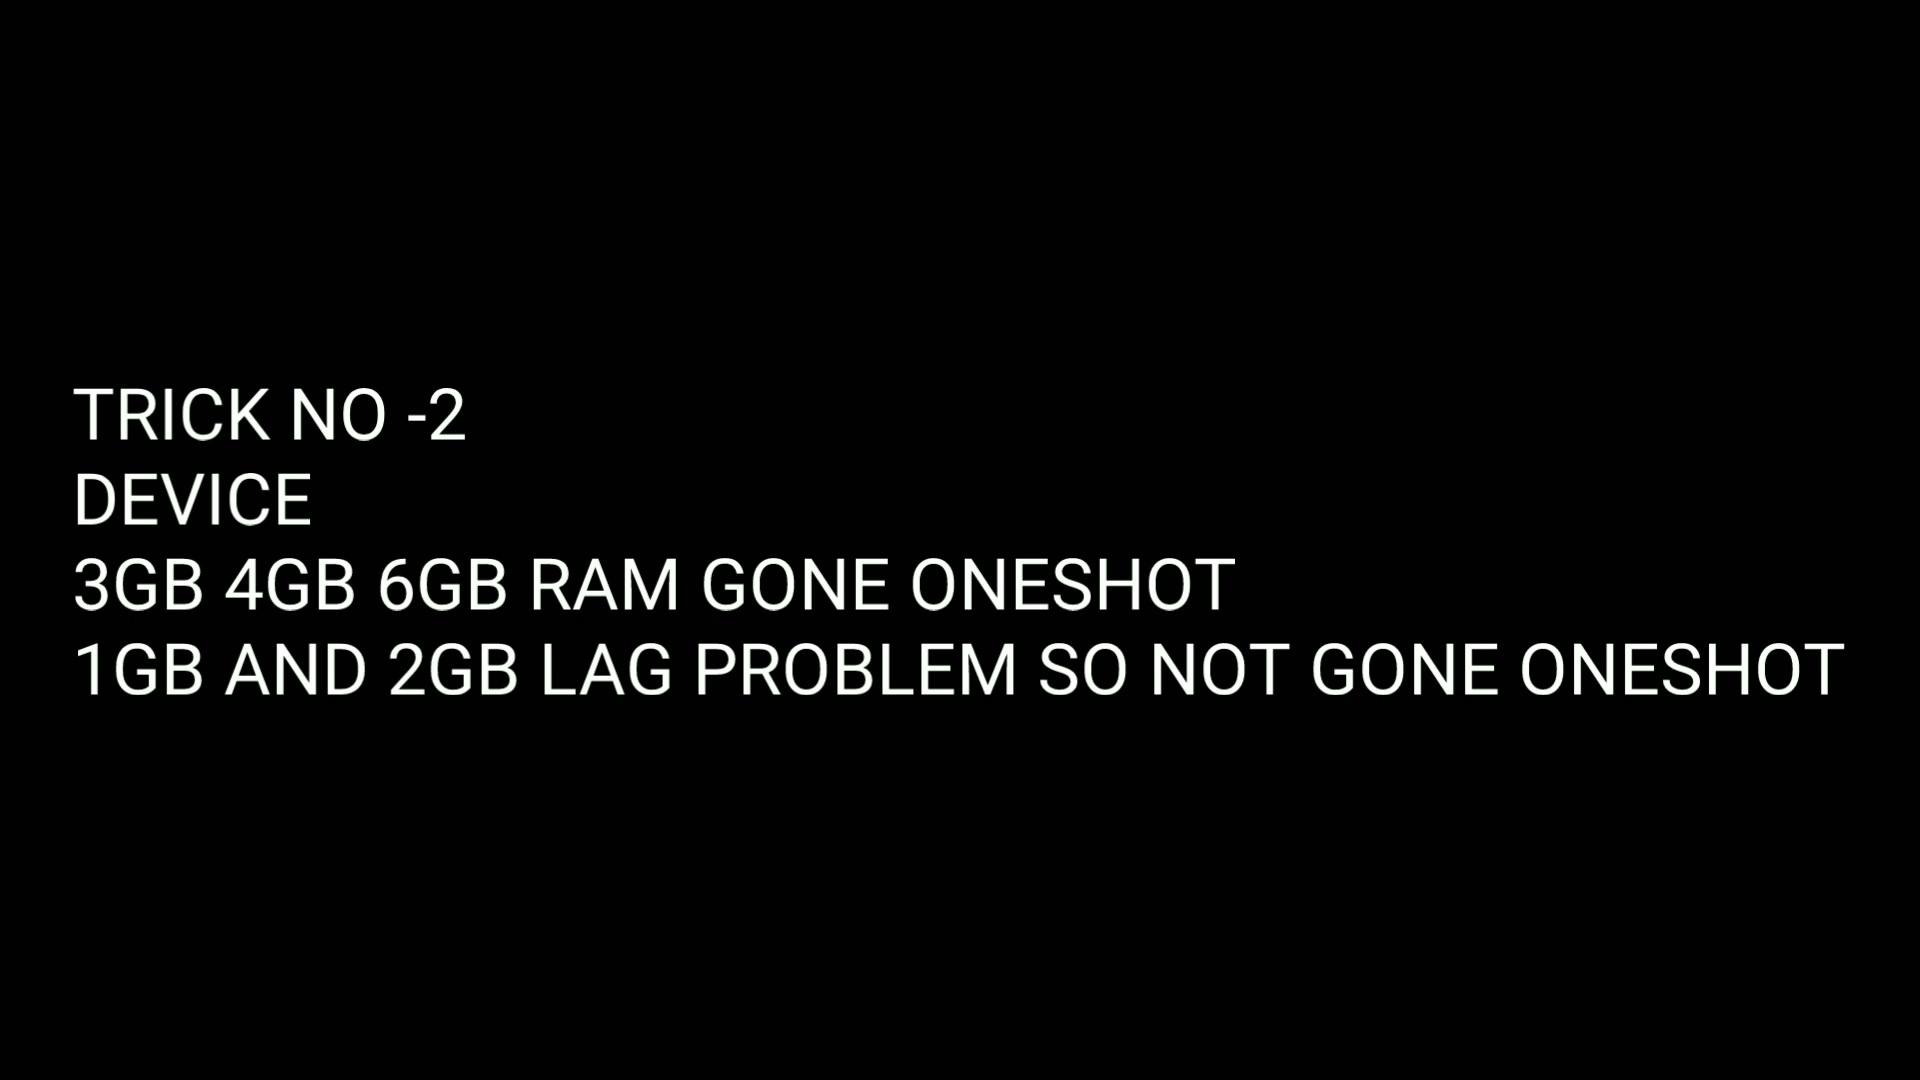 TRICK NO -2
DEVICE
3GB 4GB 6GB RAM GONE ONESHOT
1GB AND 2GB LAG PROBLEM SO NOT GONE ONESHOT